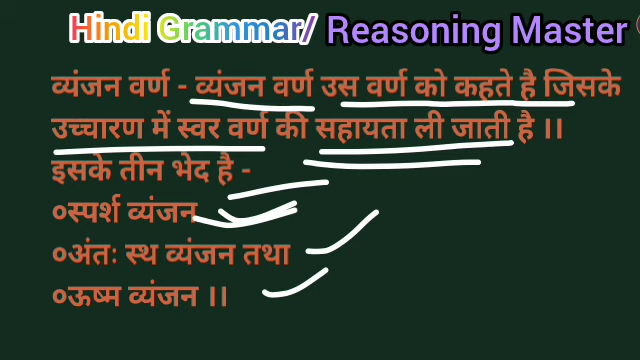 Hindi Grammar/ Reasoning Master
व्यंजन वर्ण - व्यंजन वर्ण उस वर्ण को कहते है जिसके
उच्चारण में स्वर वर्ण की सहायता ली जाती है ।।
इसके तीन भेद है -
०स्पर्श व्यंजन
०अंतः स्थ व्यंजन तथा
०ऊष्म व्यंजन ।।